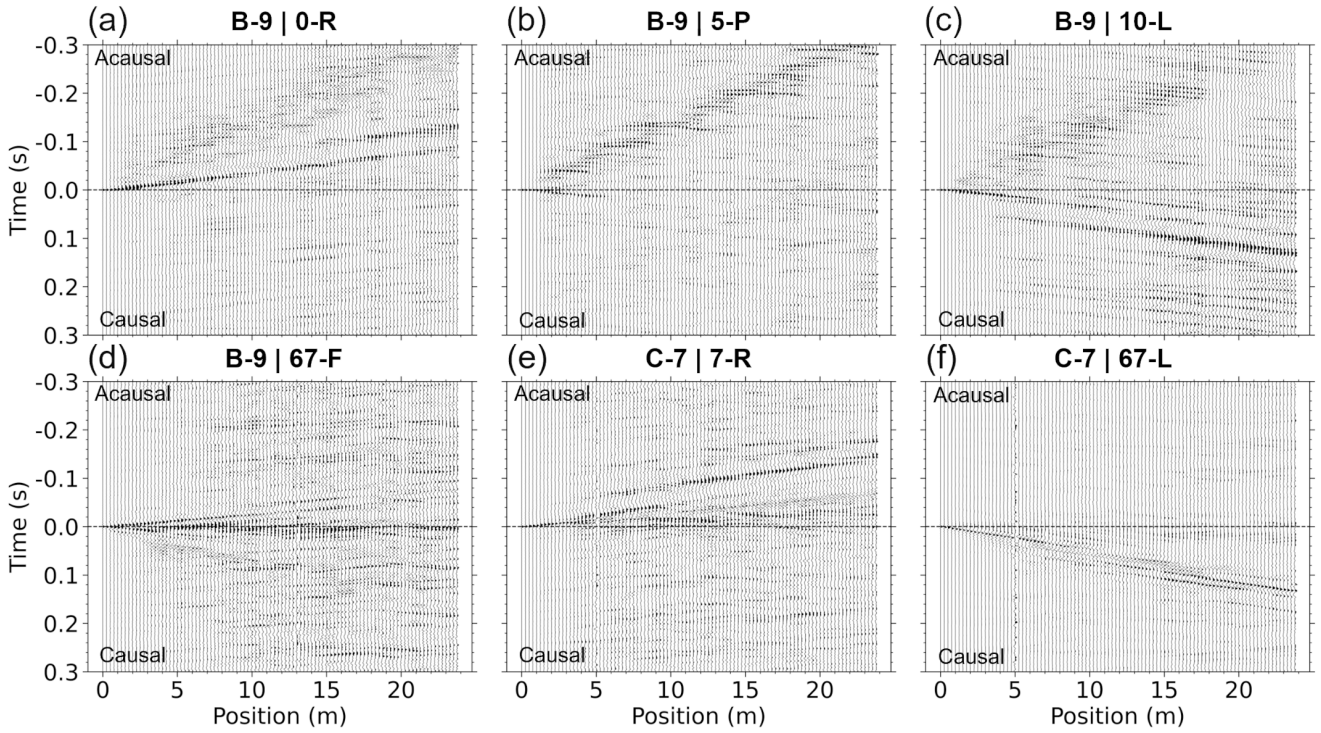 (a) B-9 | 0-R
(b) B-9 | 5-P
(c) B-9 | 10-L
-0.3
-0.2
-0.1
0.0
0.1
0.2
0.3
Time (s)
Acausal
Causal
Acausal
Causal
Acausal
Causal
(d) B-9 | 67-F
(e) C-7 | 7-R
(f) C-7 | 67-L
-0.3
-0.2
-0.1
0.0
0.1
0.2
0.3
Time (s)
Acausal
Causal
Acausal
Causal
Acausal
Causal
0 5 10 15 20
0 5 10 15 20
0 5 10 15 20
Position (m)
Position (m)
Position (m)